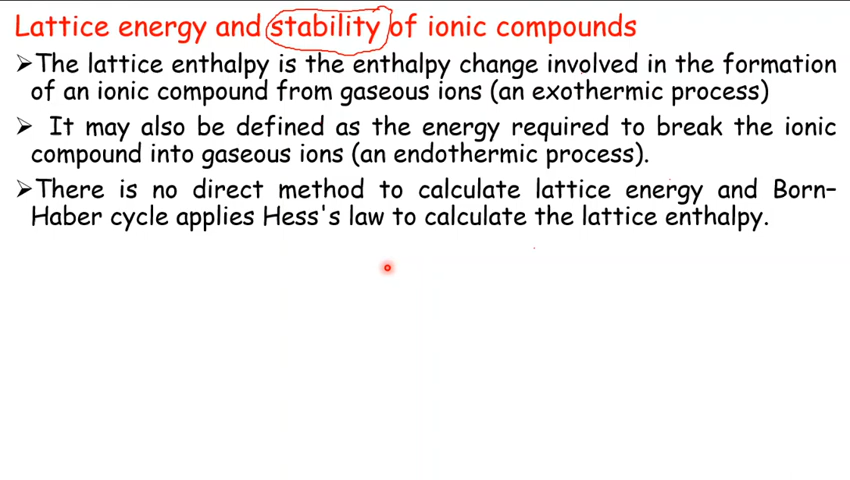 Lattice energy and stability of ionic compounds
➤The lattice enthalpy is the enthalpy change involved in the formation
of an ionic compound from gaseous ions (an exothermic process)
➤ It may also be defined as the energy required to break the ionic
compound into gaseous ions (an endothermic process).
➤There is no direct method to calculate lattice energy and Born–
Haber cycle applies Hess's law to calculate the lattice enthalpy.